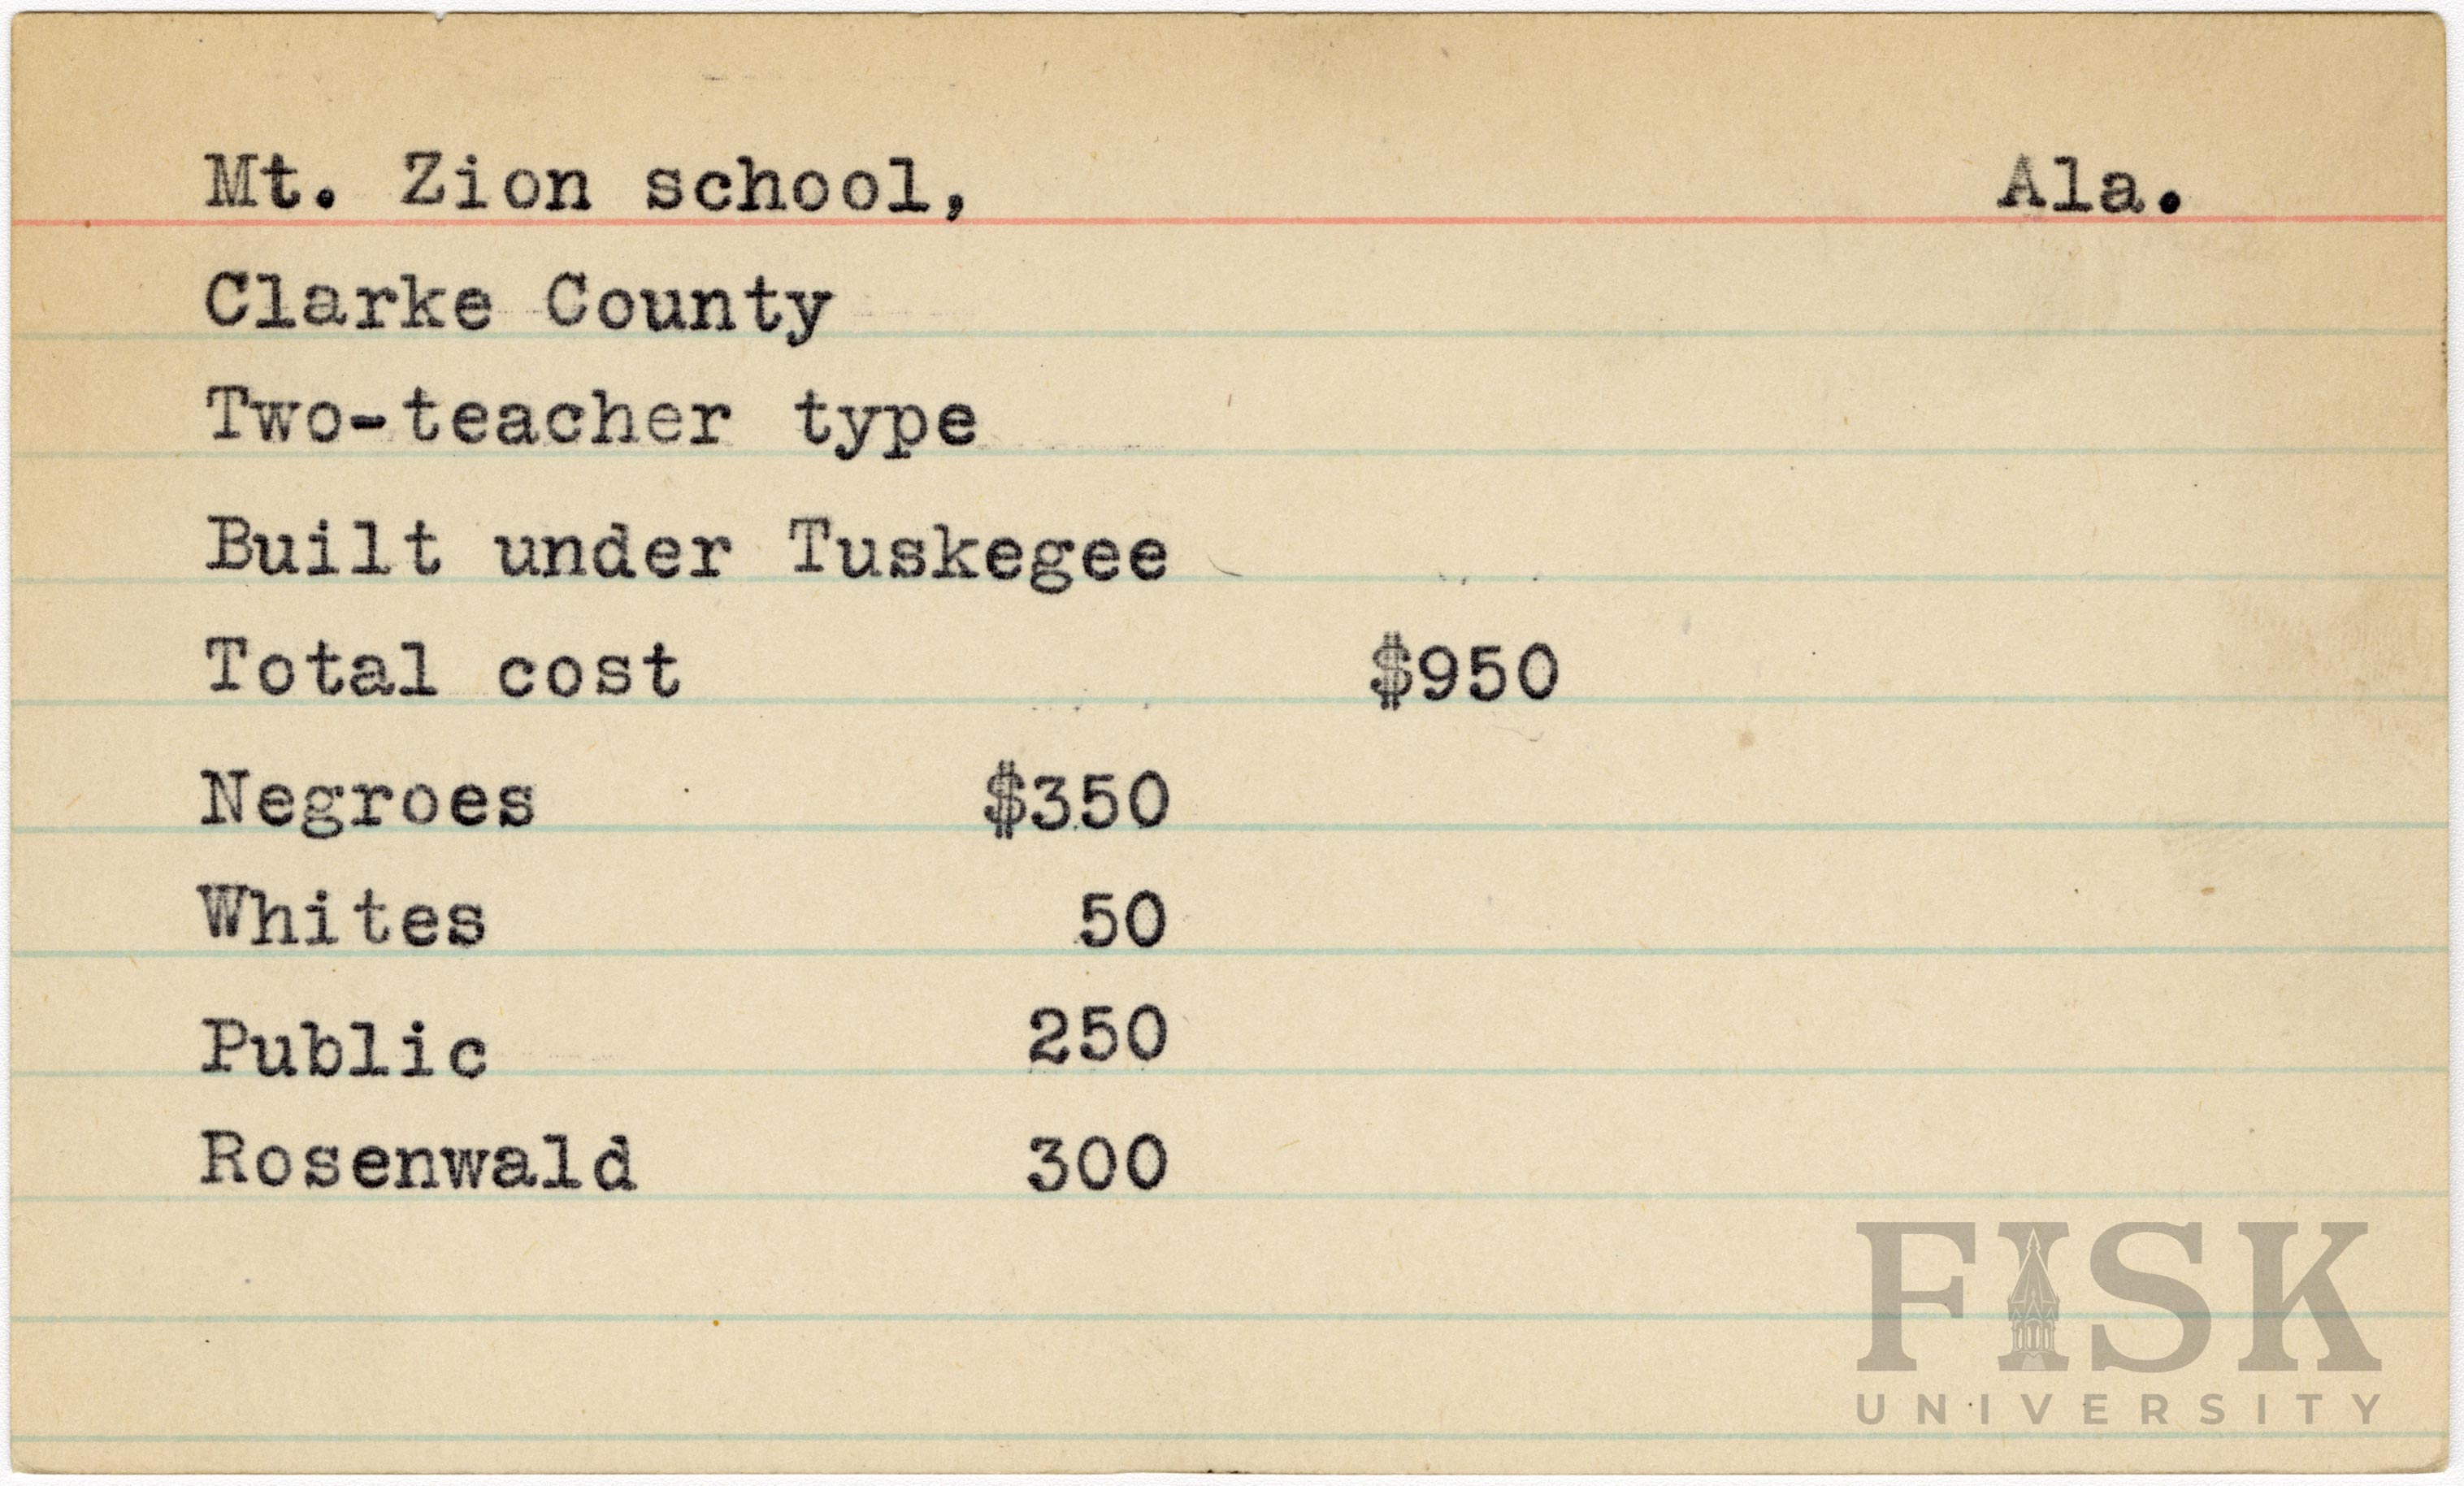 Mt. Zion school, Ala.
Clarke County
Two-teacher type
Built under Tuskegee
Total cost $950
Negroes $350
Whites 50
Public 250
Rosenwald 300
FISK
UNIVERSITY